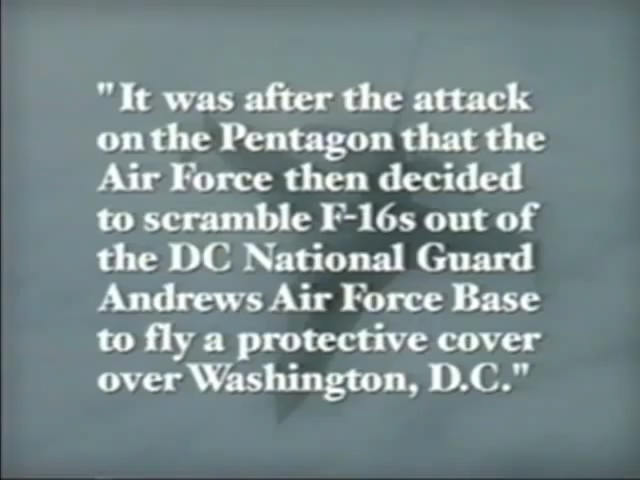 "It was after the attack
on the Pentagon that the
Air Force then decided
to scramble F-16s out of
the DC National Guard
Andrews Air Force Base
to fly a protective cover
over Washington, D.C."